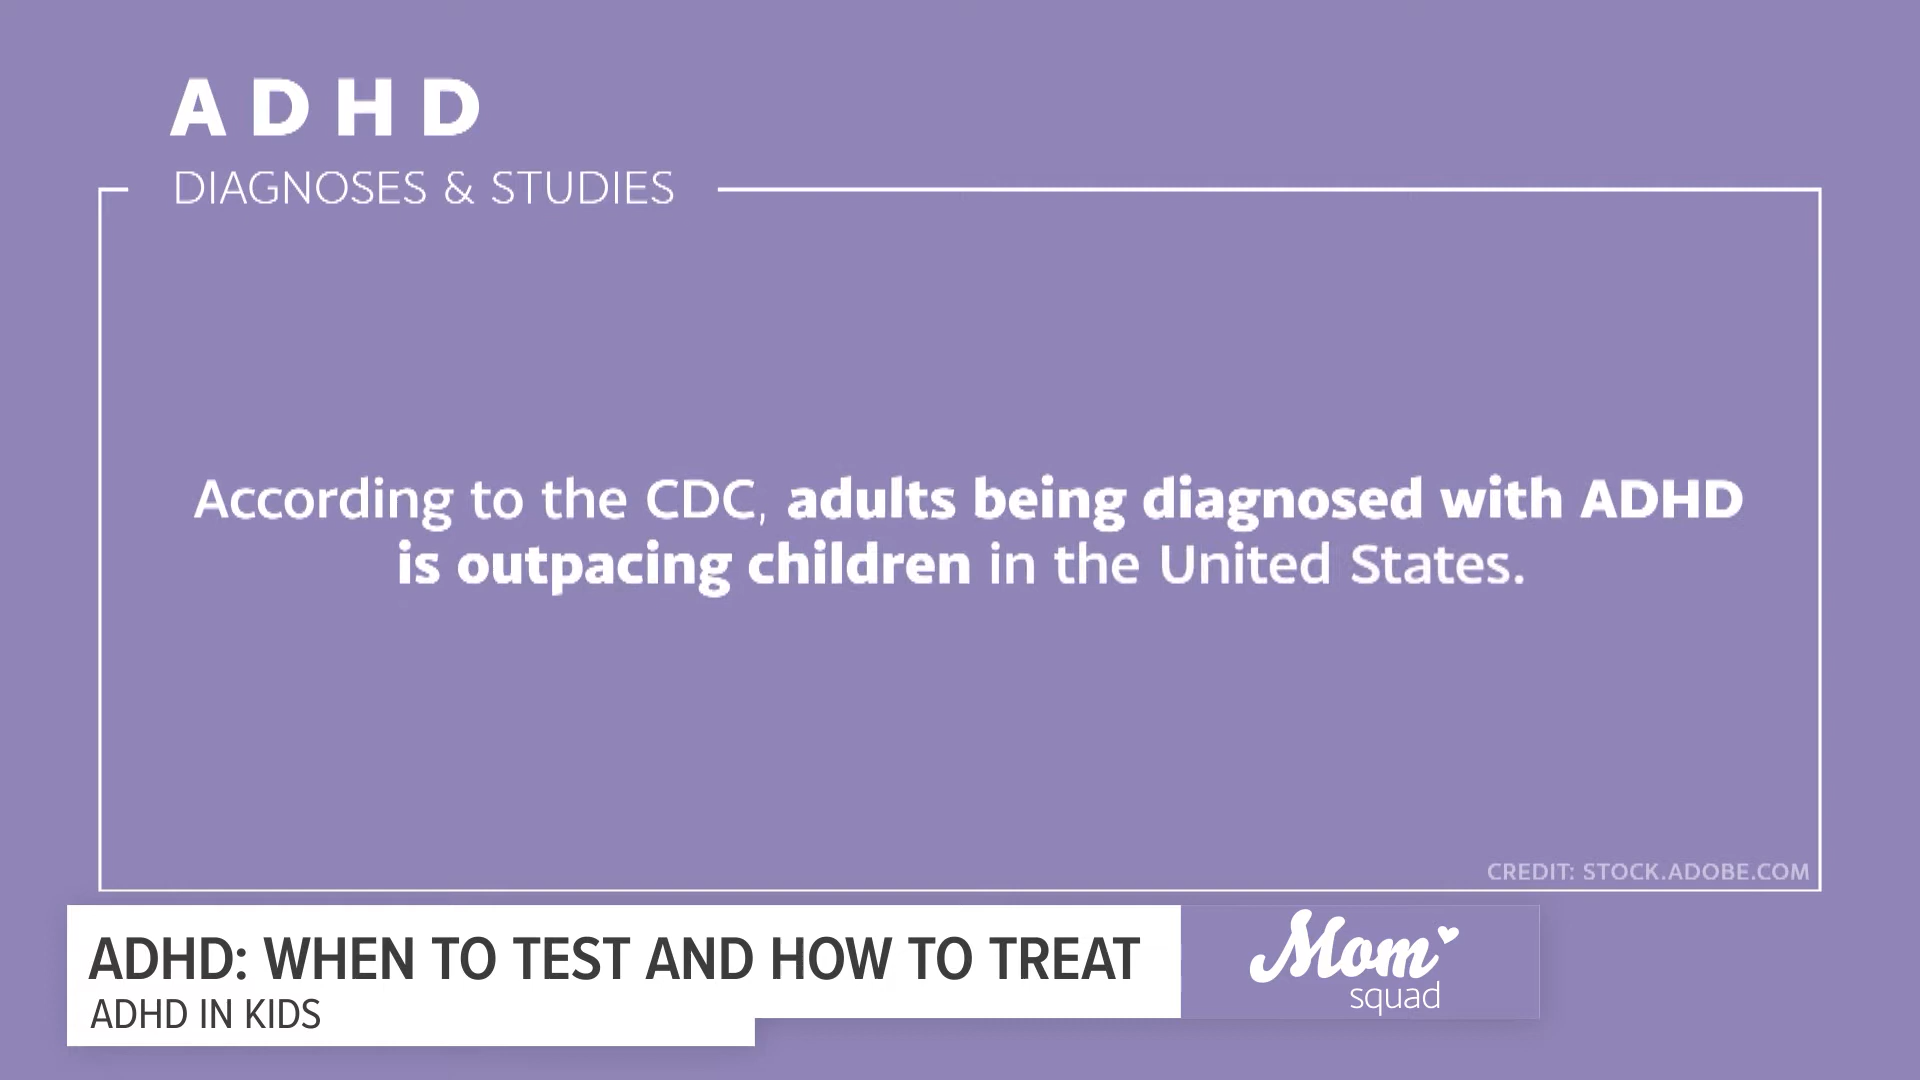 ADHD
DIAGNOSES & STUDIES
According to the CDC, adults being diagnosed with ADHD
is outpacing children in the United States.
CREDIT: STOCK.ADOBE.COM
ADHD: WHEN TO TEST AND HOW TO TREAT
ADHD IN KIDS
Mom
squad